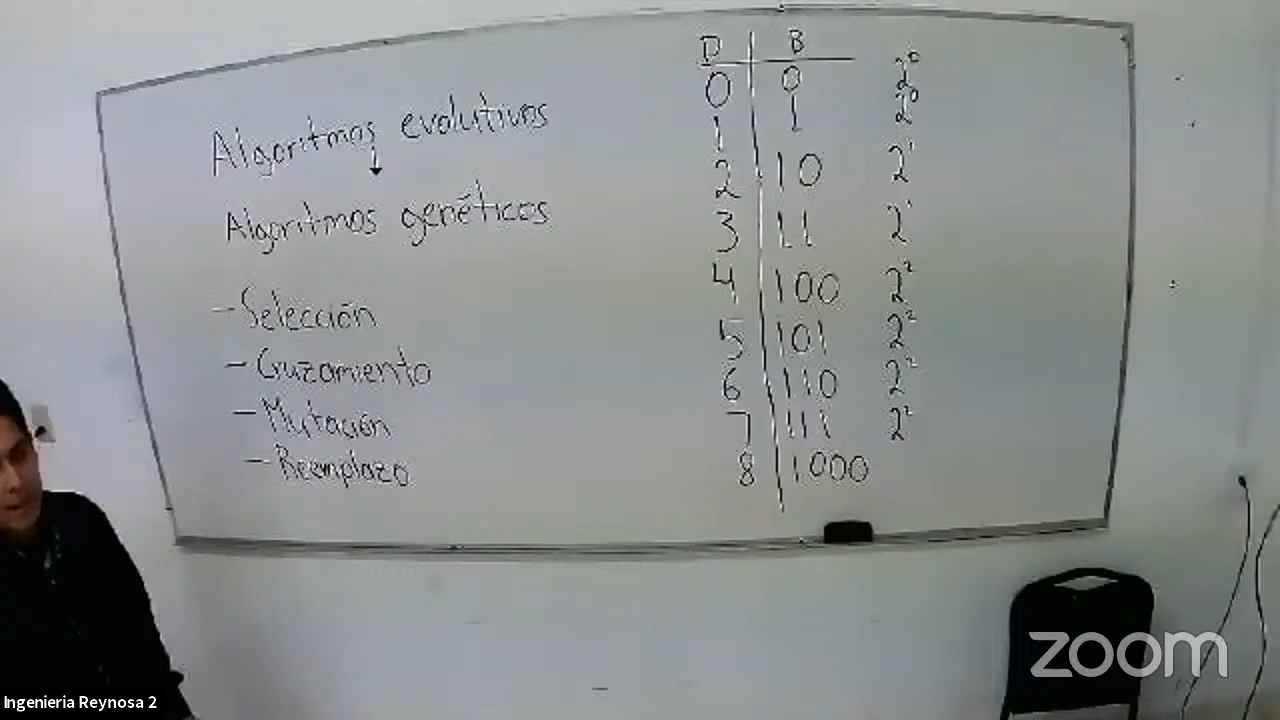 Algoritmos evolutivos
↓
Algoritmos genéticos
- Selección
- Cruzamiento
- Mutación
- Reemplazo
D | B
0 | 0 2⁰
1 | 1 2⁰
2 | 10 2¹
3 | 11 2¹
4 | 100 2²
5 | 101 2²
6 | 110 2²
7 | 111 2²
8 | 1000
zoom
Ingenieria Reynosa 2